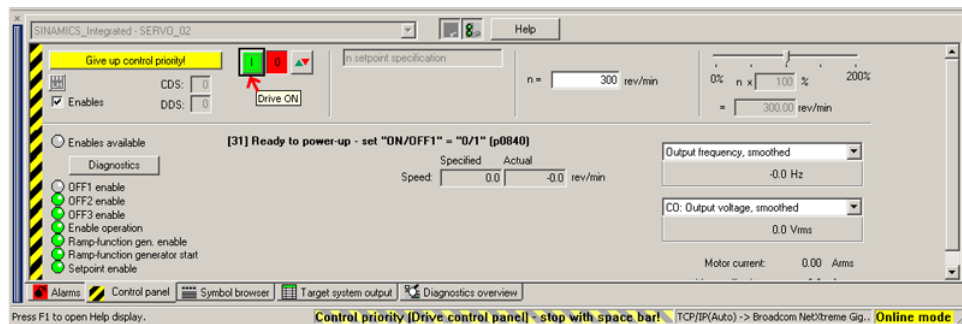 SINAMICS_Integrated - SERVO_02
Help
Give up control priority!
I
0
n setpoint specification
n =
300
rev/min
0%
n x
100
%
200%
=
300.00
rev/min
CDS:
0
Enables
DDS:
0
Drive ON
Enables available
[31] Ready to power-up - set "ON/OFF1" = "0/1" (p0840)
Diagnostics
Specified
Actual
Speed:
0.0
-0.0
rev/min
Output frequency, smoothed
-0.0 Hz
OFF1 enable
OFF2 enable
OFF3 enable
Enable operation
Ramp-function gen. enable
Ramp-function generator start
Setpoint enable
CO: Output voltage, smoothed
0.0 Vrms
Motor current:
0.00
Arms
Alarms
Control panel
Symbol browser
Target system output
Diagnostics overview
Press F1 to open Help display.
Control priority (Drive control panel) - stop with space bar!
TCP/IP(Auto) -> Broadcom NetXtreme Gig..
Online mode